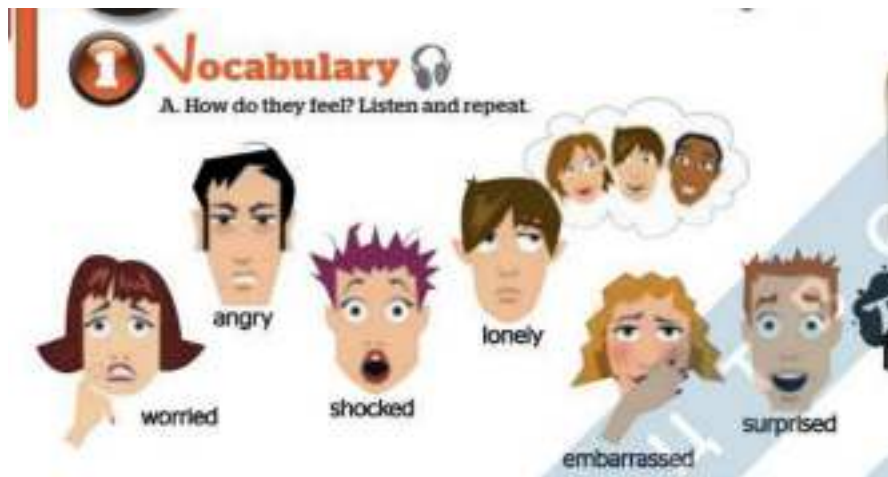 1 Vocabulary
A. How do they feel? Listen and repeat.
angry
lonely
worried
shocked
surprised
embarrassed